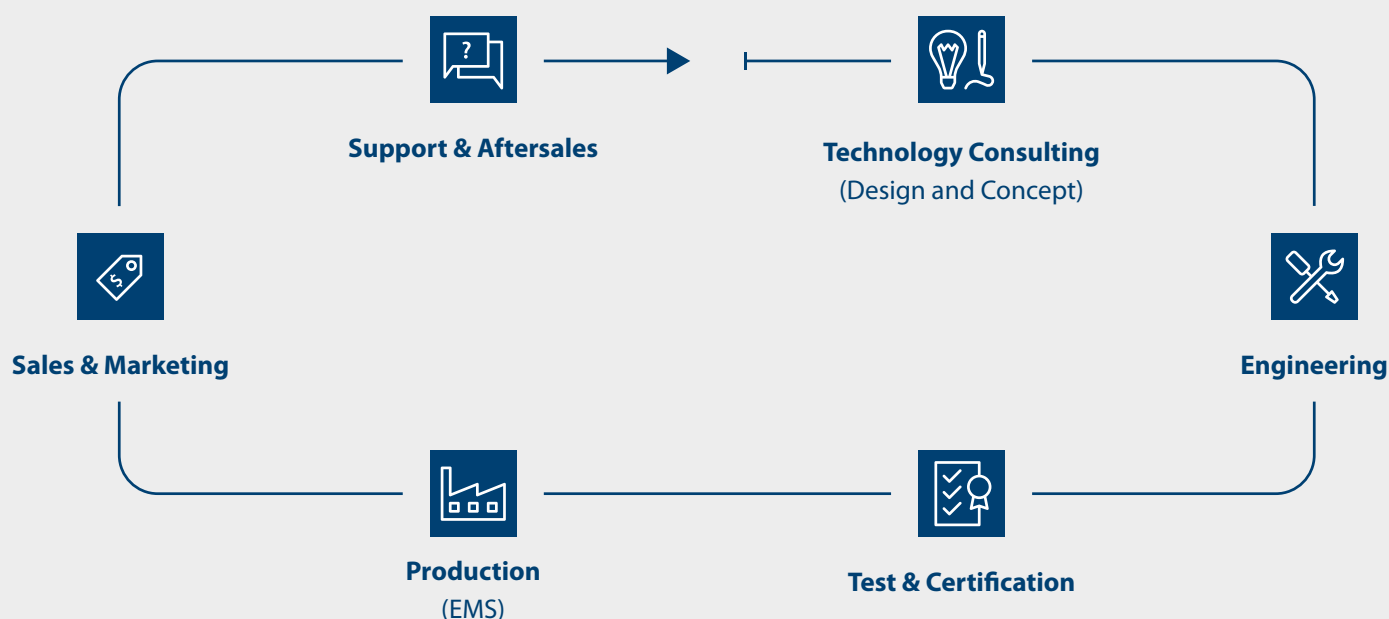 ?
Support & Aftersales
Technology Consulting
(Design and Concept)
$
Sales & Marketing
Engineering
Production
(EMS)
Test & Certification